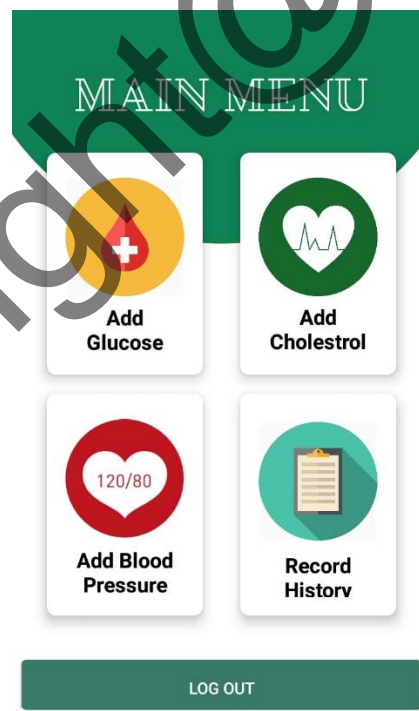 MAIN MENU
Add
Glucose
Add
Cholestrol
120/80
Add Blood
Pressure
Record
History
LOG OUT